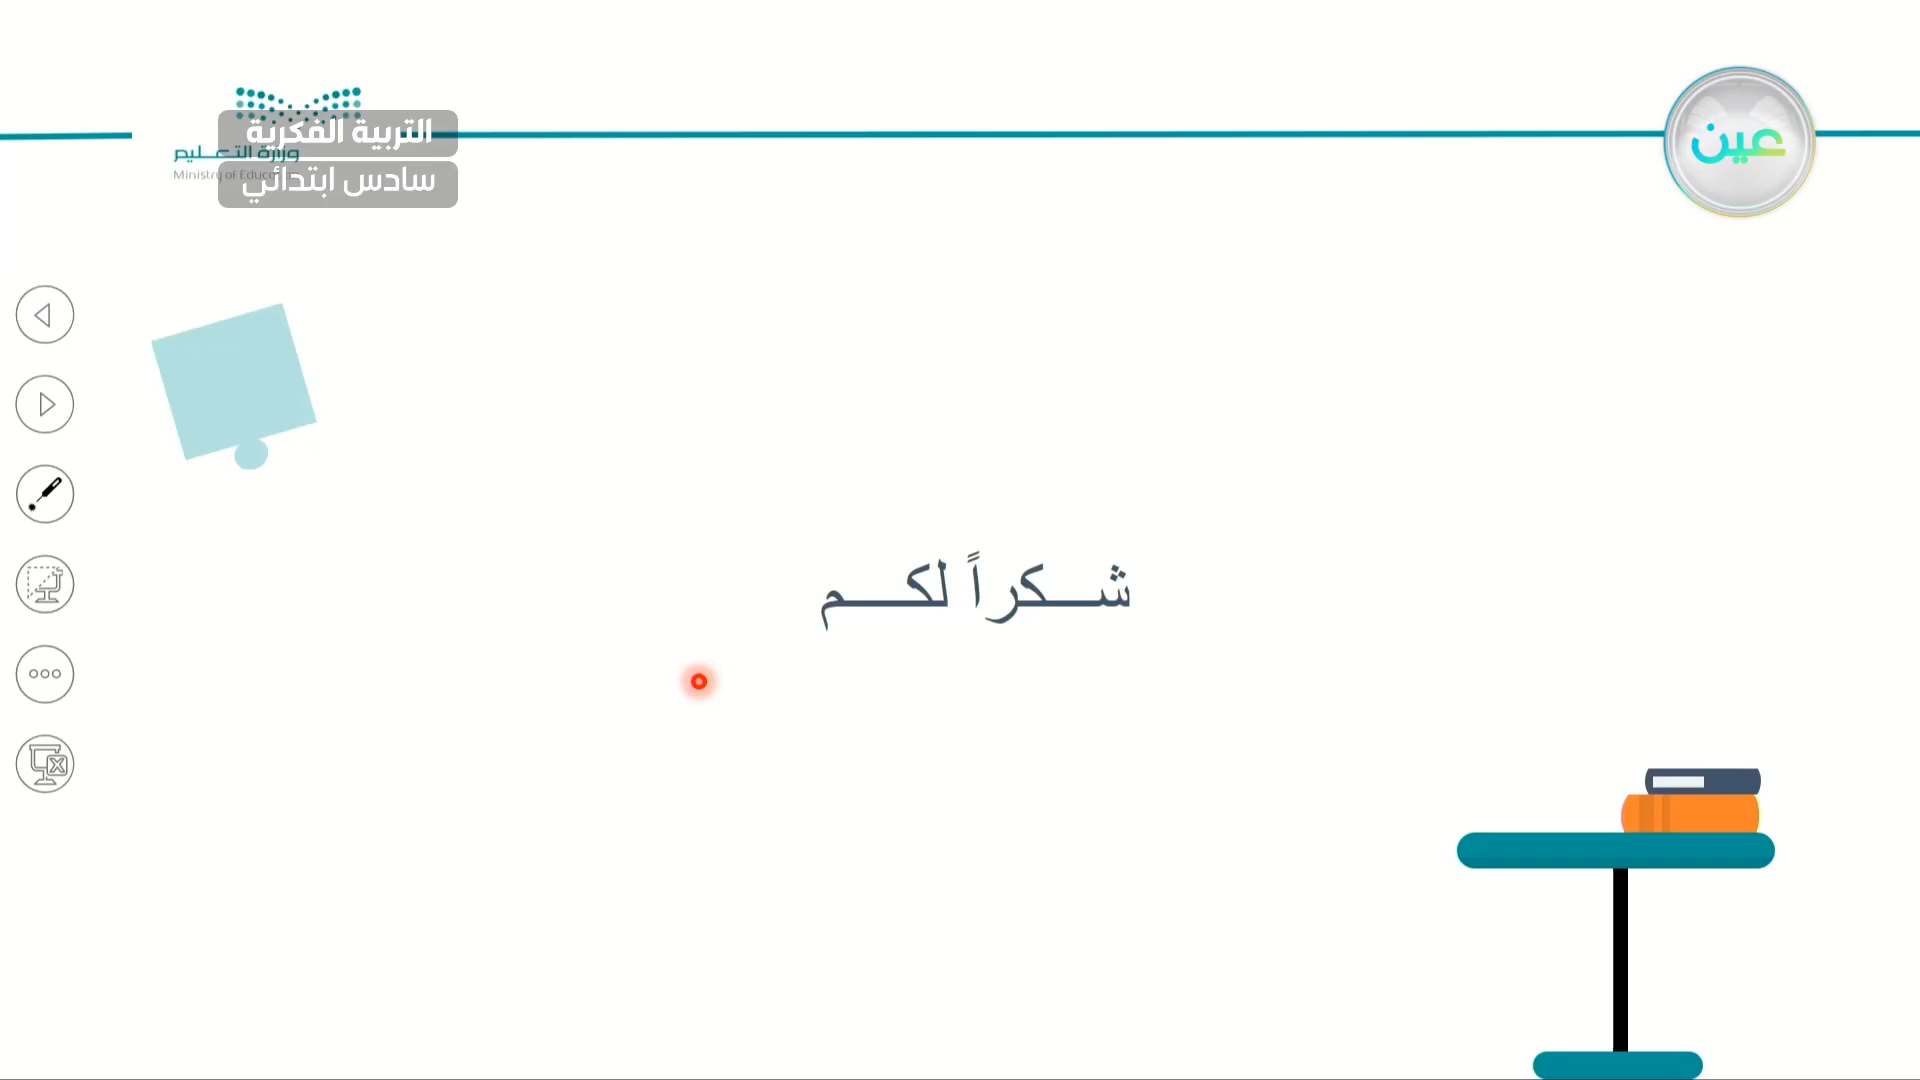 التربية الفكرية
وزارة التعليم
سادس ابتدائي
عين
شكراً لكم